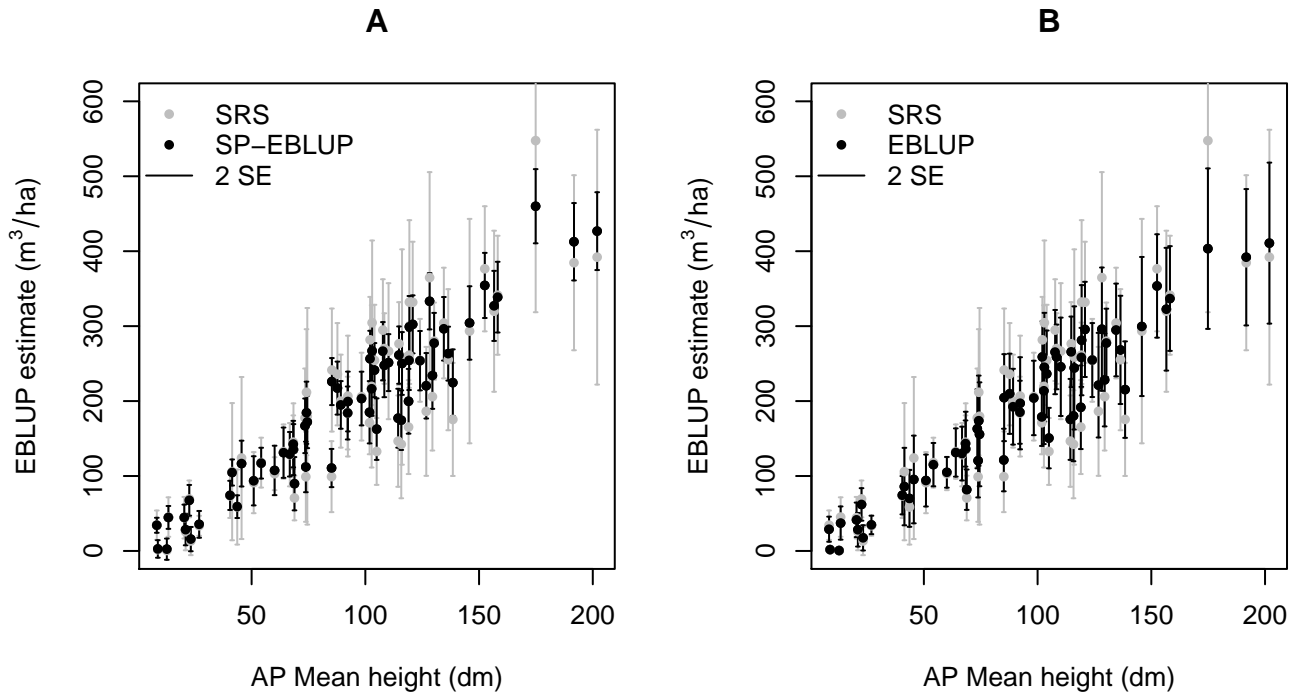 A
B
EBLUP estimate (m³/ha)
600
500
400
300
200
100
0
SRS
SP−EBLUP
2 SE
50
100
150
200
AP Mean height (dm)
EBLUP estimate (m³/ha)
600
500
400
300
200
100
0
SRS
EBLUP
2 SE
50
100
150
200
AP Mean height (dm)